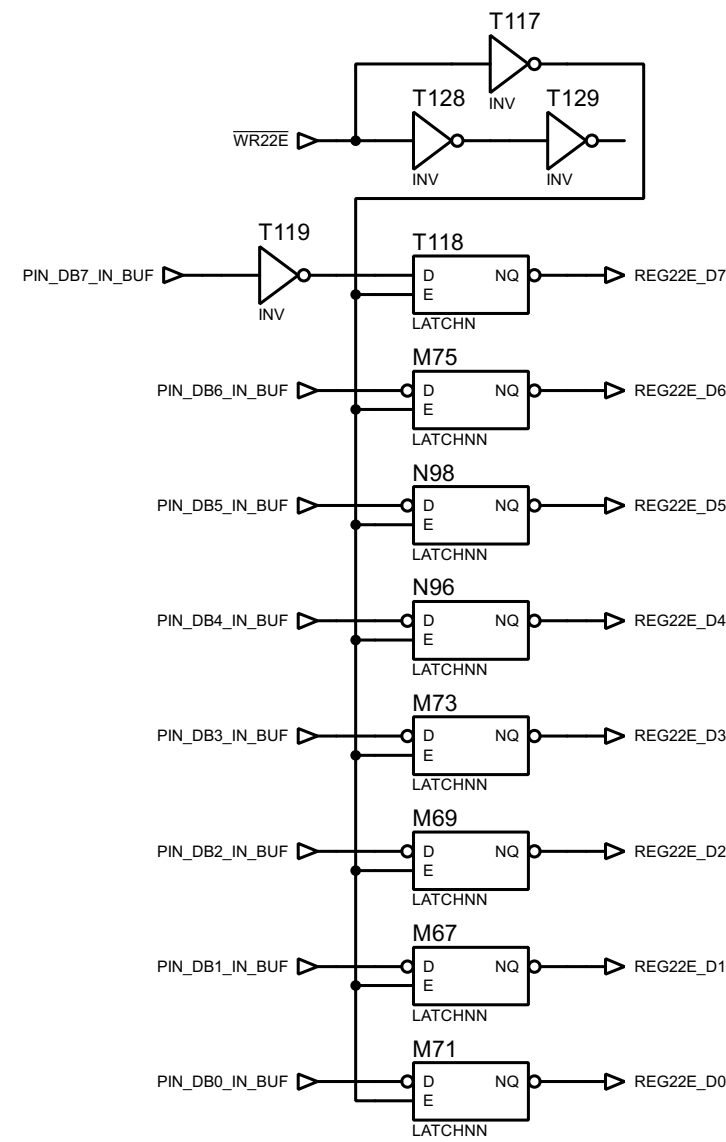 T117
INV
T128
T129
WR22E
INV
INV
T119
T118
PIN_DB7_IN_BUF
D
NQ
REG22E_D7
E
INV
LATCHN
M75
PIN_DB6_IN_BUF
D
NQ
REG22E_D6
E
LATCHNN
N98
PIN_DB5_IN_BUF
D
NQ
REG22E_D5
E
LATCHNN
N96
PIN_DB4_IN_BUF
D
NQ
REG22E_D4
E
LATCHNN
M73
PIN_DB3_IN_BUF
D
NQ
REG22E_D3
E
LATCHNN
M69
PIN_DB2_IN_BUF
D
NQ
REG22E_D2
E
LATCHNN
M67
PIN_DB1_IN_BUF
D
NQ
REG22E_D1
E
LATCHNN
M71
PIN_DB0_IN_BUF
D
NQ
REG22E_D0
E
LATCHNN